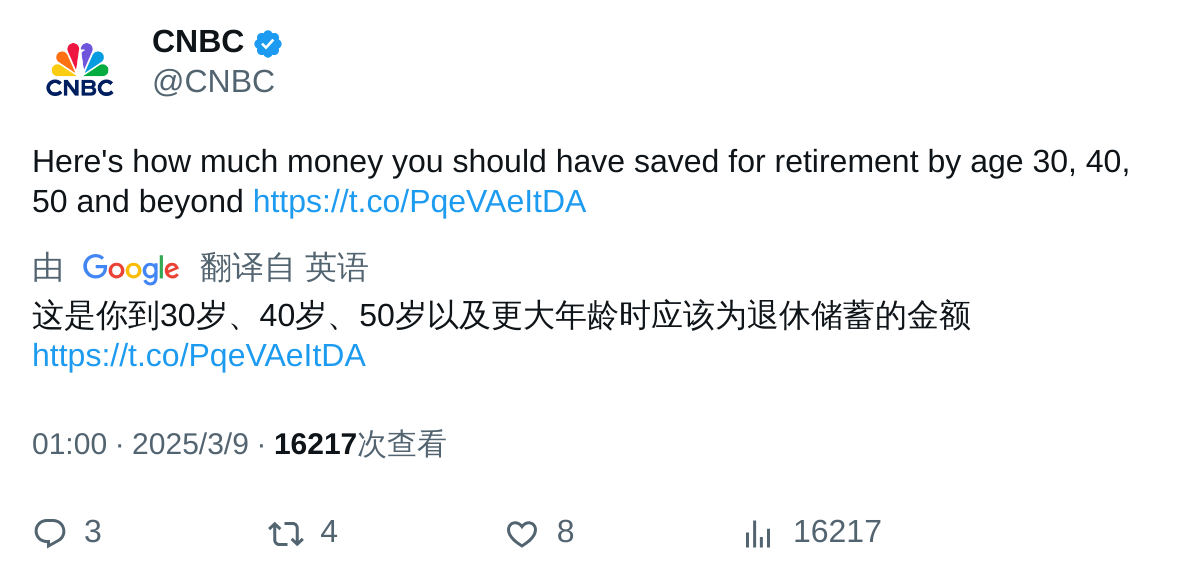 CNBC
CNBC
@CNBC
Here's how much money you should have saved for retirement by age 30, 40,
50 and beyond https://t.co/PqeVAeItDA
由 Google 翻译自 英语
这是你到30岁、40岁、50岁以及更大年龄时应该为退休储蓄的金额
https://t.co/PqeVAeItDA
01:00 · 2025/3/9 · 16217次查看
3 4 8 16217